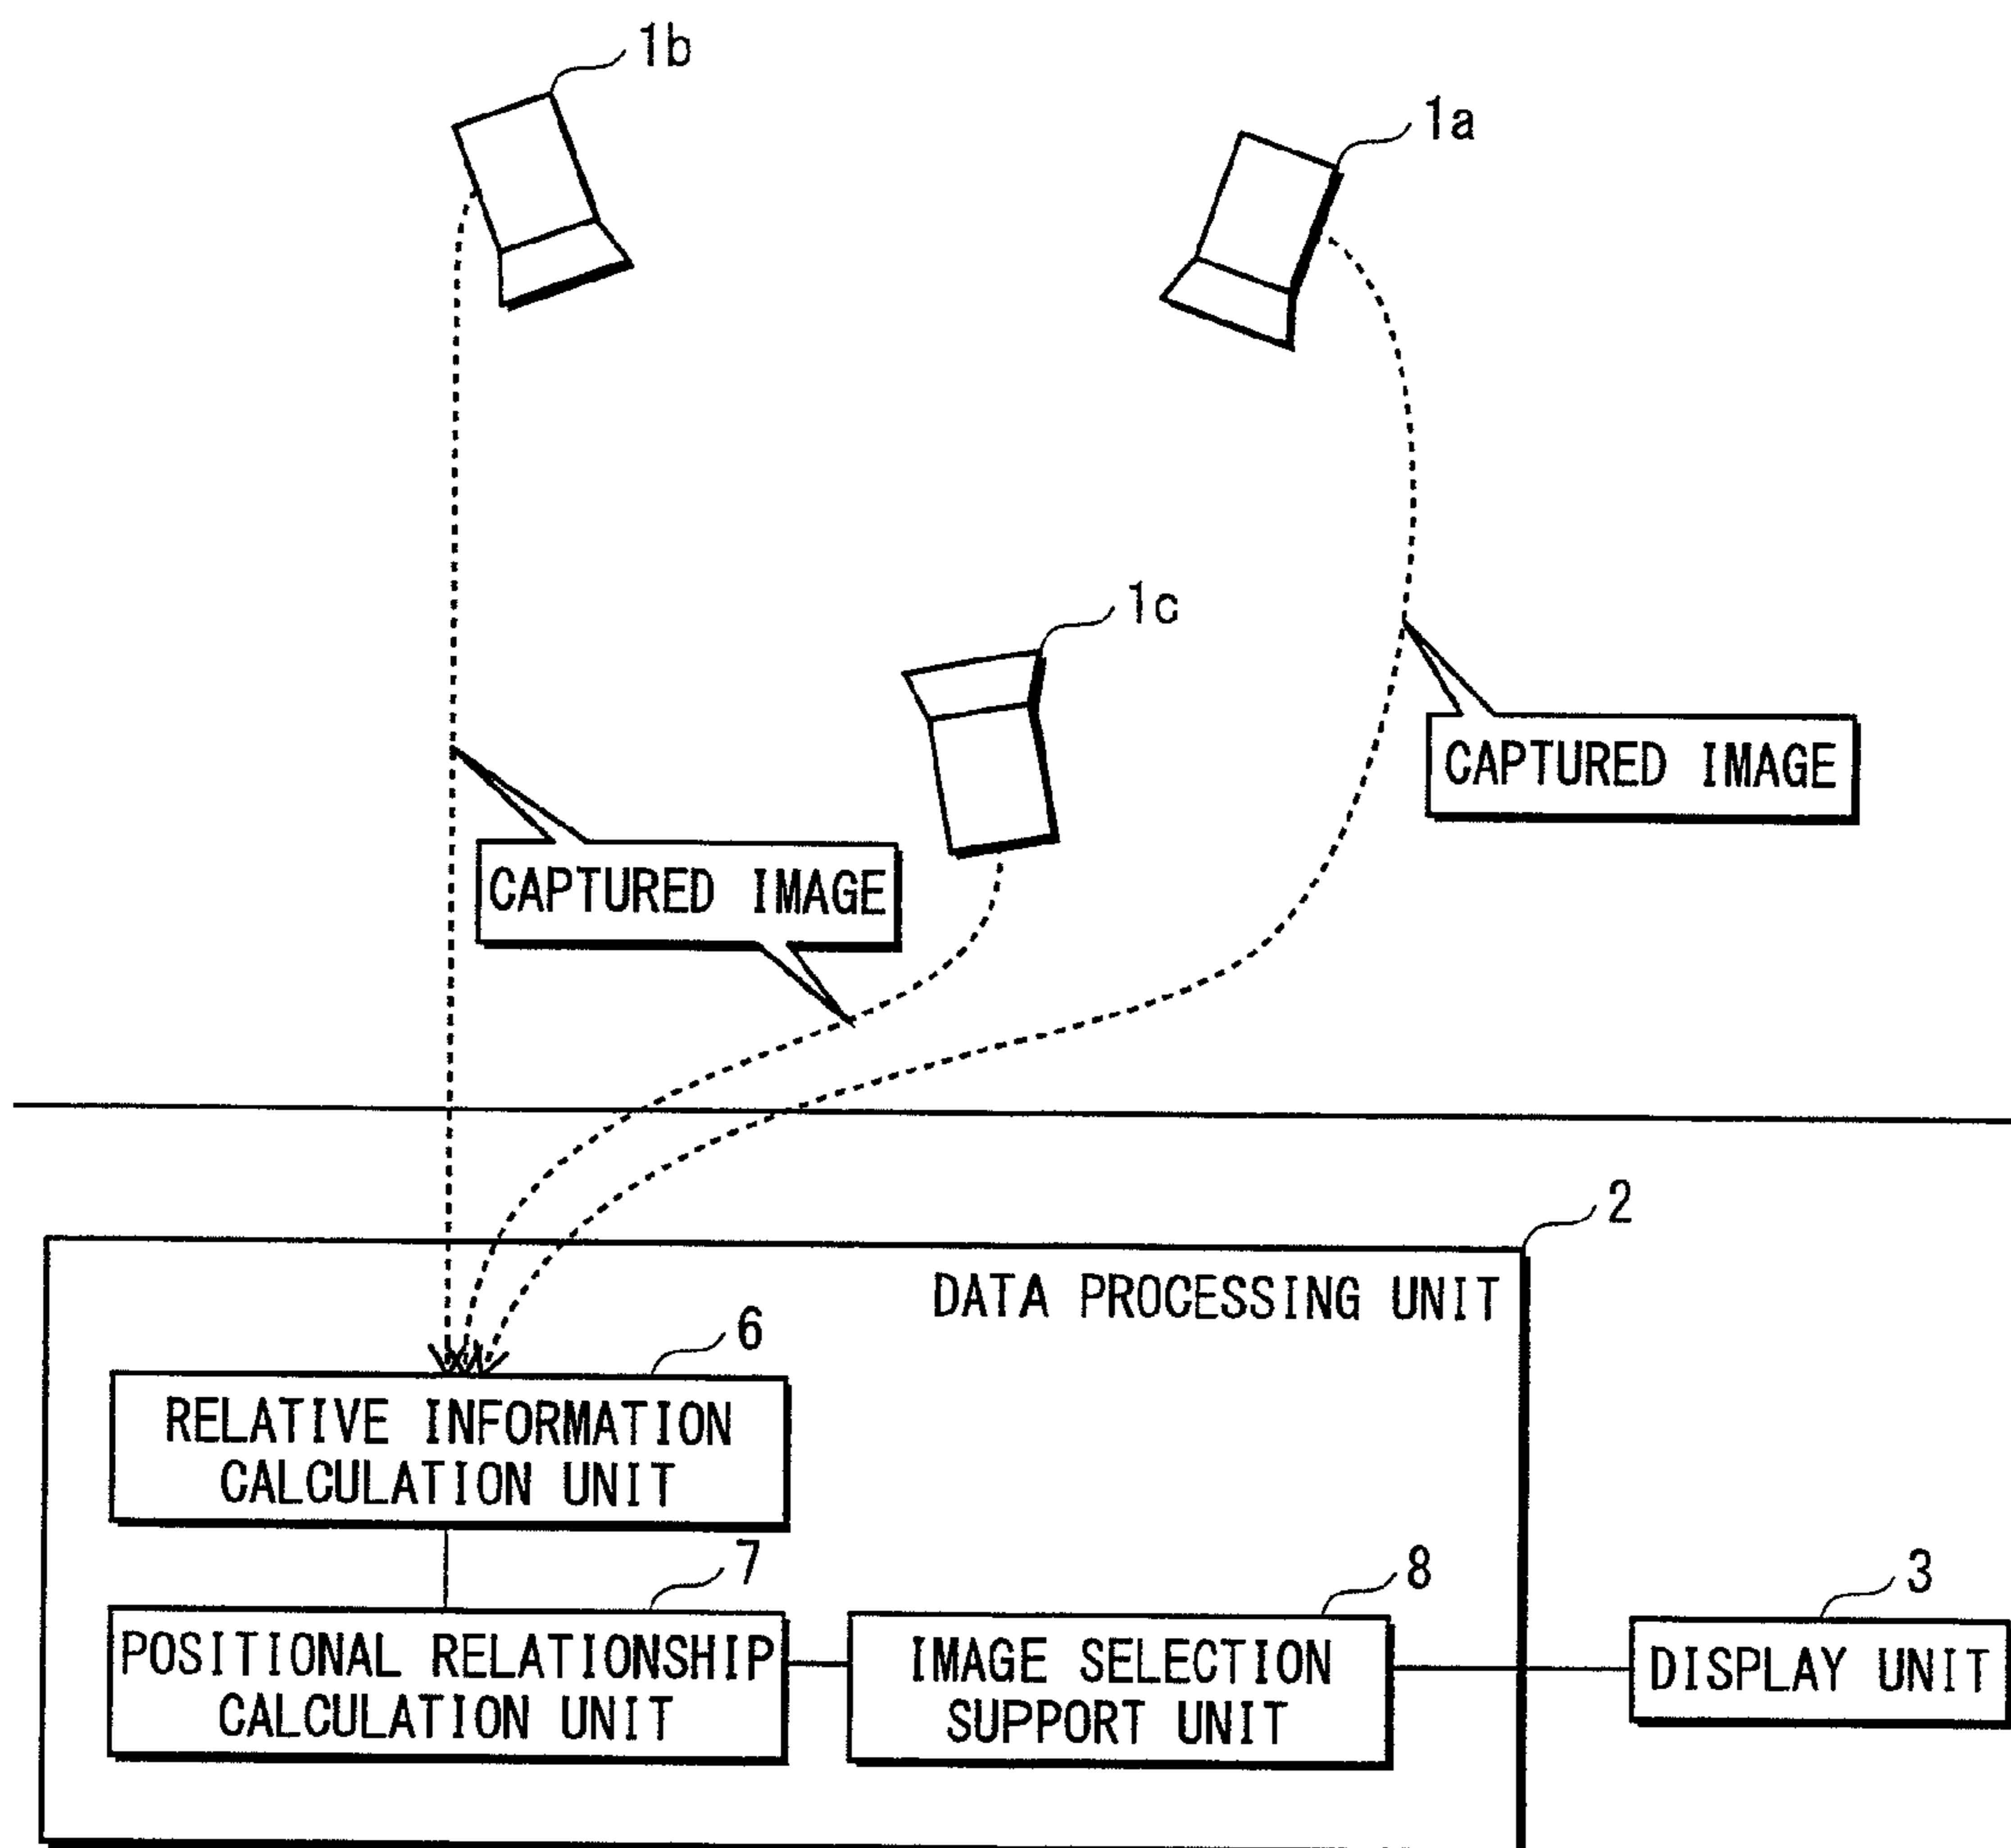 1b
1a
1c
CAPTURED IMAGE
CAPTURED IMAGE
2
DATA PROCESSING UNIT
6
RELATIVE INFORMATION
CALCULATION UNIT
7
POSITIONAL RELATIONSHIP
CALCULATION UNIT
8
IMAGE SELECTION
SUPPORT UNIT
3
DISPLAY UNIT